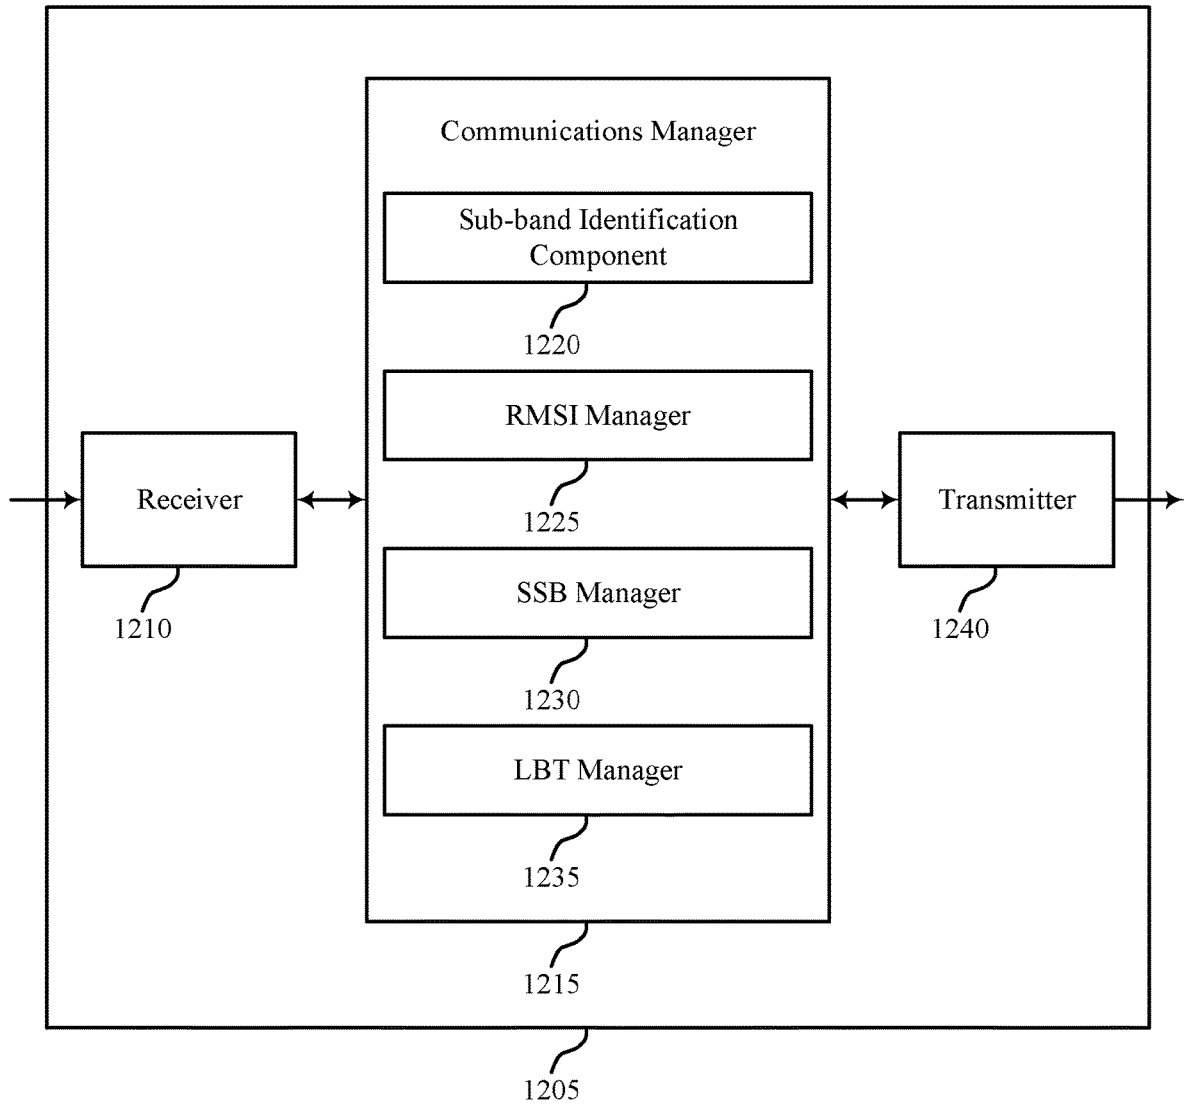 Communications Manager
Sub-band Identification
Component
1220
RMSI Manager
1225
Receiver
1210
Transmitter
1240
SSB Manager
1230
LBT Manager
1235
1215
1205